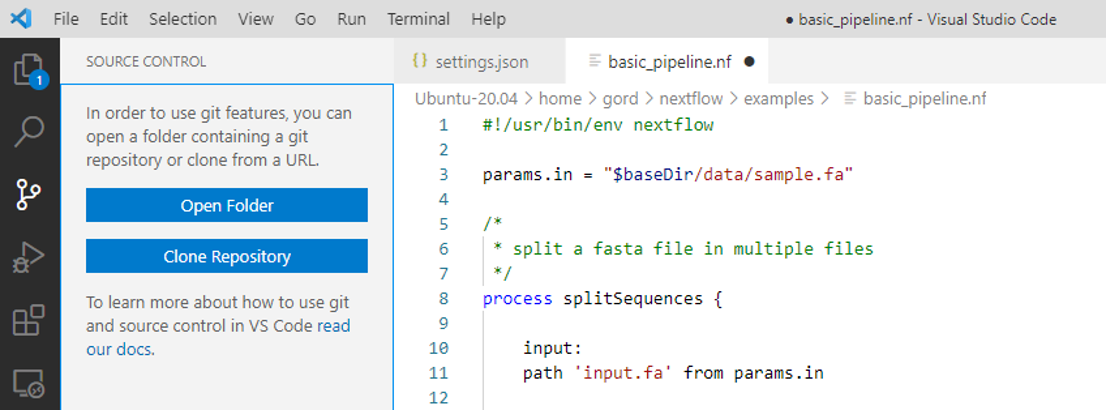 File Edit Selection View Go Run Terminal Help ● basic_pipeline.nf - Visual Studio Code
1
SOURCE CONTROL
In order to use git features, you can
open a folder containing a git
repository or clone from a URL.
Open Folder
Clone Repository
To learn more about how to use git
and source control in VS Code read
our docs.
{} settings.json basic_pipeline.nf ●
Ubuntu-20.04 > home > gord > nextflow > examples > basic_pipeline.nf
1 #!/usr/bin/env nextflow
2
3 params.in = "$baseDir/data/sample.fa"
4
5 /*
6 * split a fasta file in multiple files
7 */
8 process splitSequences {
9
10 input:
11 path 'input.fa' from params.in
12